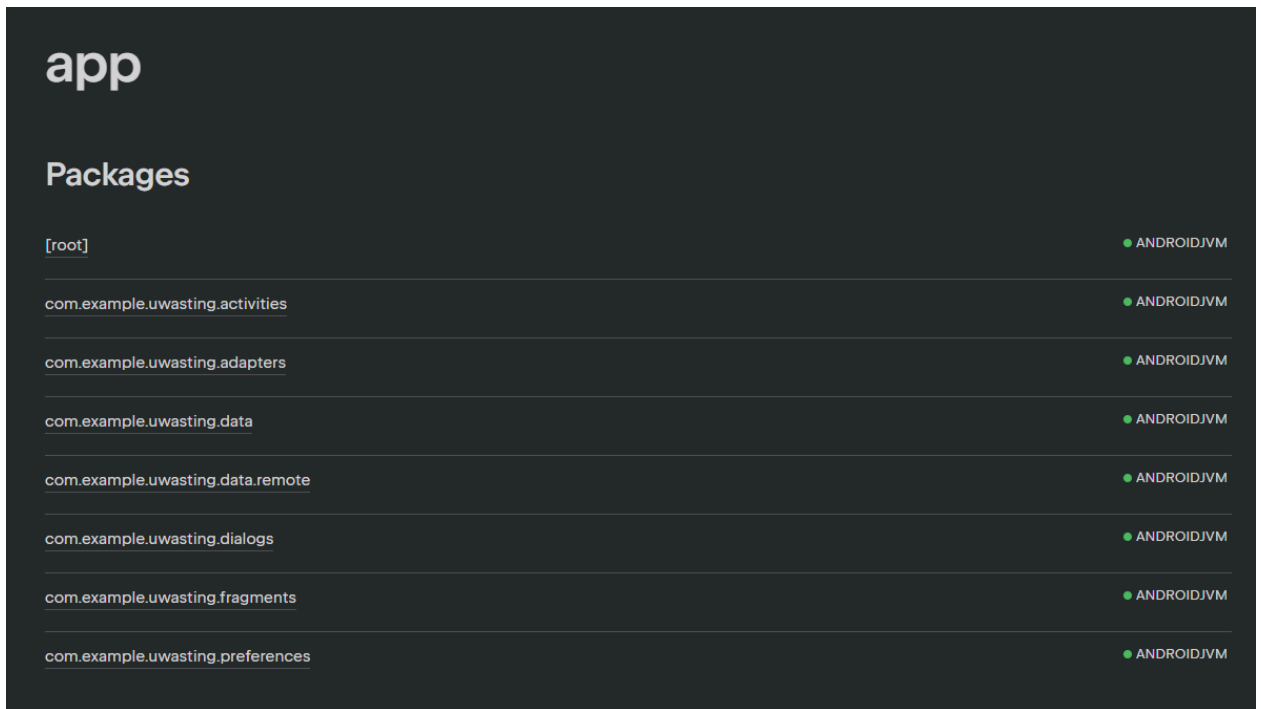 app
Packages
[root] ANDROIDJVM
com.example.uwasting.activities ANDROIDJVM
com.example.uwasting.adapters ANDROIDJVM
com.example.uwasting.data ANDROIDJVM
com.example.uwasting.data.remote ANDROIDJVM
com.example.uwasting.dialogs ANDROIDJVM
com.example.uwasting.fragments ANDROIDJVM
com.example.uwasting.preferences ANDROIDJVM